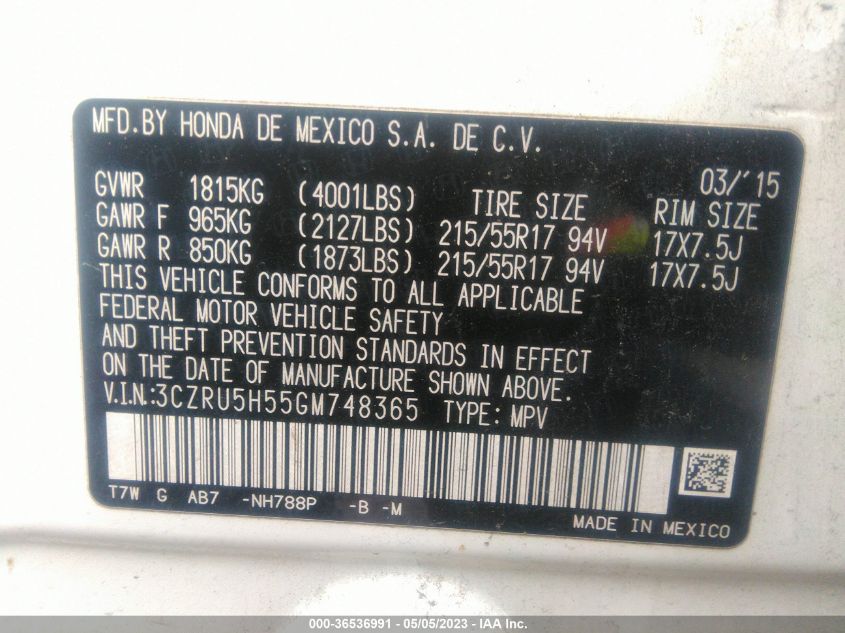 MFD.BY HONDA DE MEXICO S.A. DE C.V.
03/'15
GVWR 1815KG (4001LBS) TIRE SIZE RIM SIZE
GAWR F 965KG (2127LBS) 215/55R17 94V 17X7.5J
GAWR R 850KG (1873LBS) 215/55R17 94V 17X7.5J
THIS VEHICLE CONFORMS TO ALL APPLICABLE
FEDERAL MOTOR VEHICLE SAFETY
AND THEFT PREVENTION STANDARDS IN EFFECT
ON THE DATE OF MANUFACTURE SHOWN ABOVE.
V.I.N.:3CZRU5H55GM748365 TYPE: MPV
T7W G AB7 -NH788P -B -M
MADE IN MEXICO
000-36536991 - 05/05/2023 - IAA Inc.